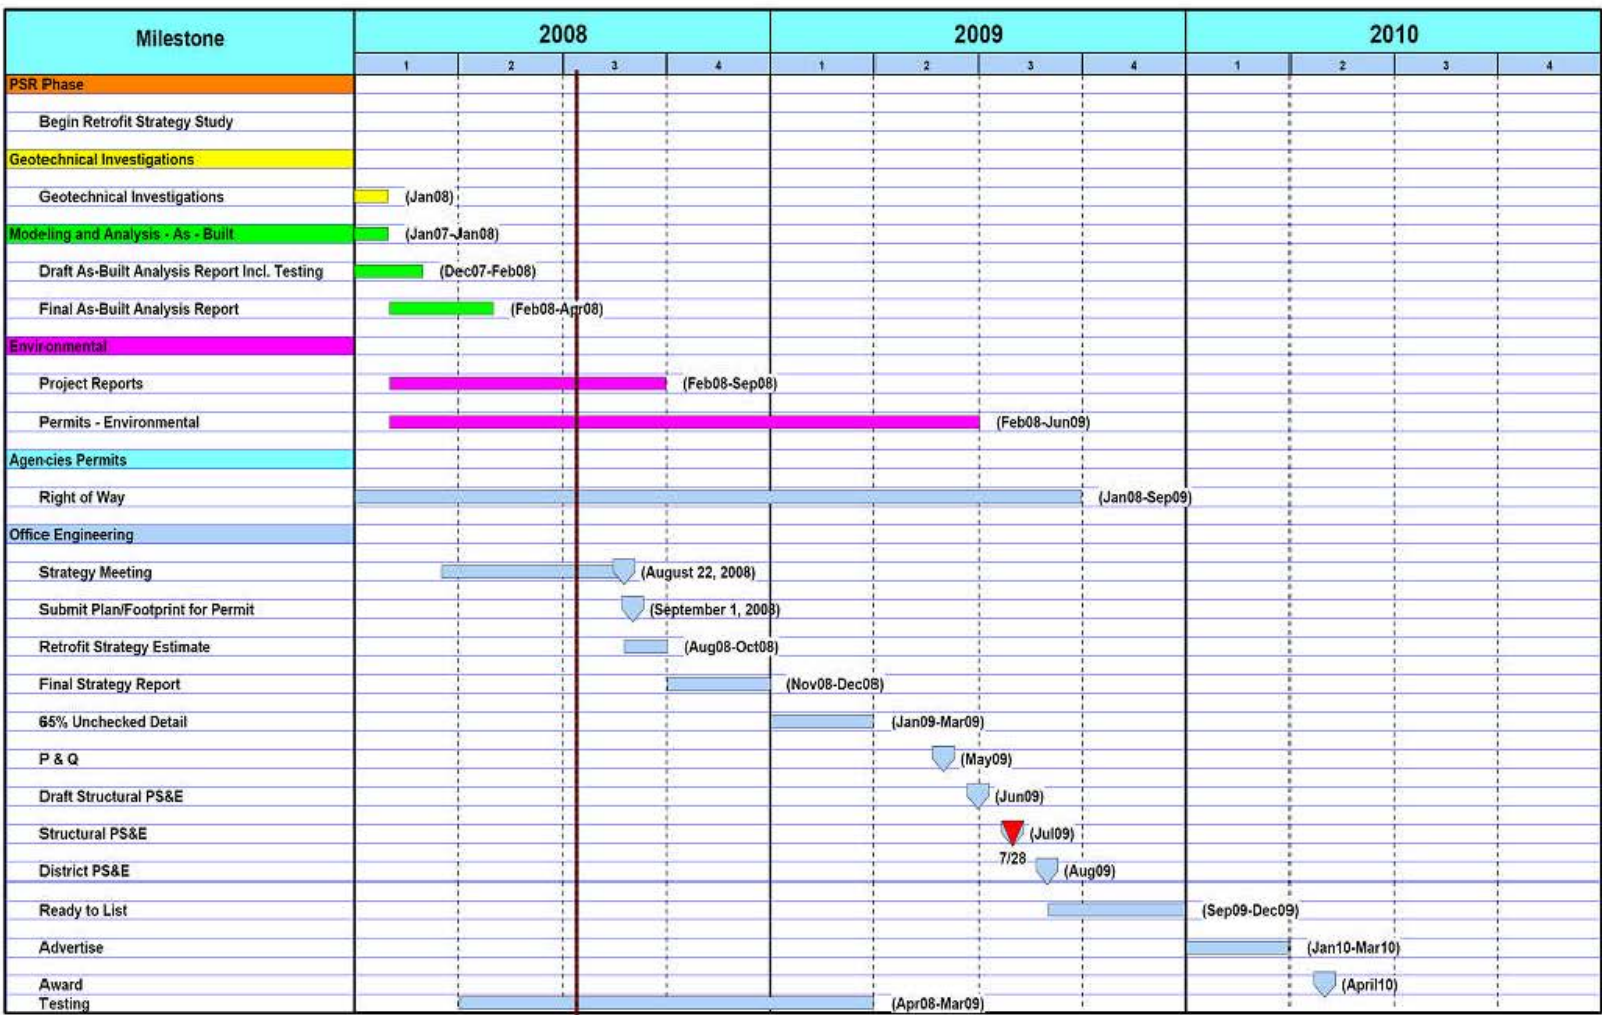 Milestone 2008 2009 2010
1 2 3 4 1 2 3 4 1 2 3 4
PSR Phase
Begin Retrofit Strategy Study
Geotechnical Investigations
Geotechnical Investigations (Jan08)
Modeling and Analysis - As - Built (Jan07-Jan08)
Draft As-Built Analysis Report Incl. Testing (Dec07-Feb08)
Final As-Built Analysis Report (Feb08-Apr08)
Environmental
Project Reports (Feb08-Sep08)
Permits - Environmental (Feb08-Jun09)
Agencies Permits
Right of Way (Jan08-Sep09)
Office Engineering
Strategy Meeting (August 22, 2008)
Submit Plan/Footprint for Permit (September 1, 2008)
Retrofit Strategy Estimate (Aug08-Oct08)
Final Strategy Report (Nov08-Dec08)
65% Unchecked Detail (Jan09-Mar09)
P & Q (May09)
Draft Structural PS&E (Jun09)
Structural PS&E (Jul09)
7/28
District PS&E (Aug09)
Ready to List (Sep09-Dec09)
Advertise (Jan10-Mar10)
Award (April10)
Testing (Apr08-Mar09)